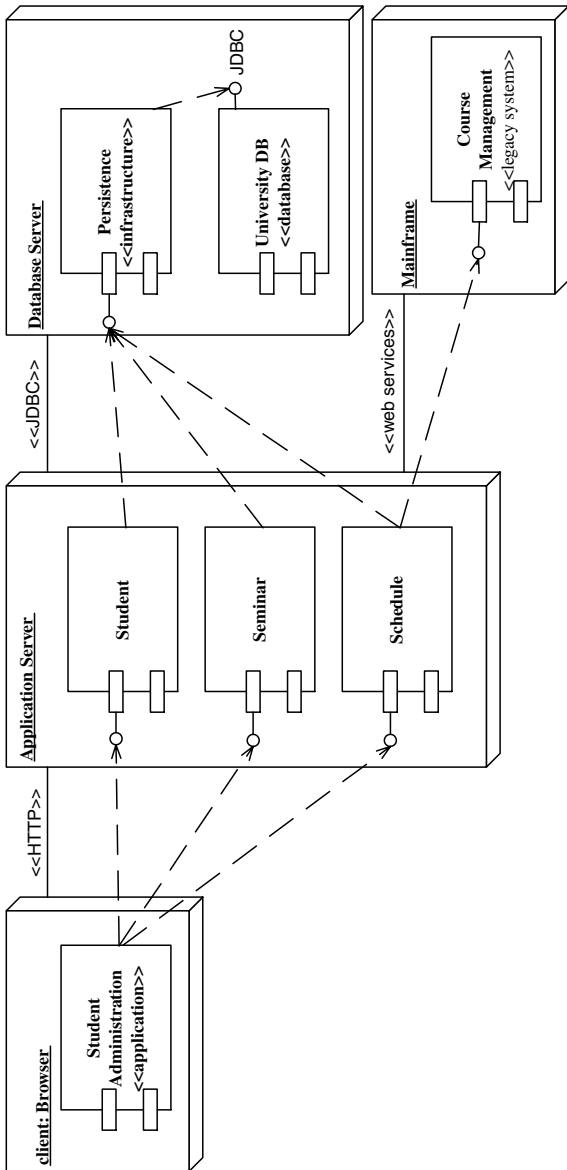 client: Browser
Student
Administration
<<application>>
<<HTTP>>
Application Server
Student
Seminar
Schedule
<<JDBC>>
<<web services>>
Database Server
Persistence
<<infrastructure>>
JDBC
University DB
<<database>>
Mainframe
Course
Management
<<legacy system>>